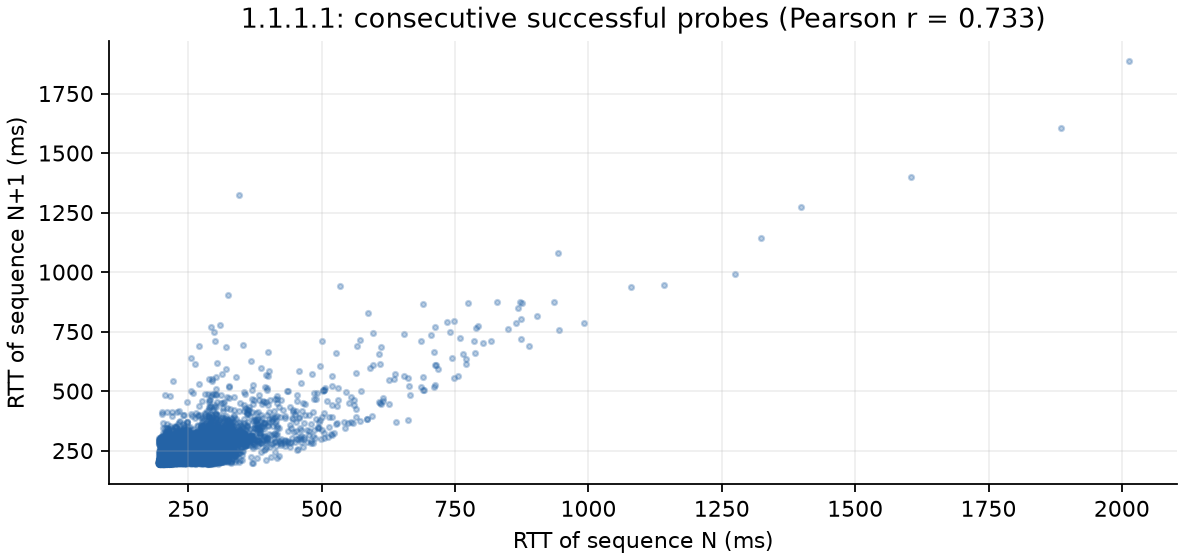 1.1.1.1: consecutive successful probes (Pearson r = 0.733)
RTT of sequence N+1 (ms)
1750
1500
1250
1000
750
500
250
250 500 750 1000 1250 1500 1750 2000
RTT of sequence N (ms)